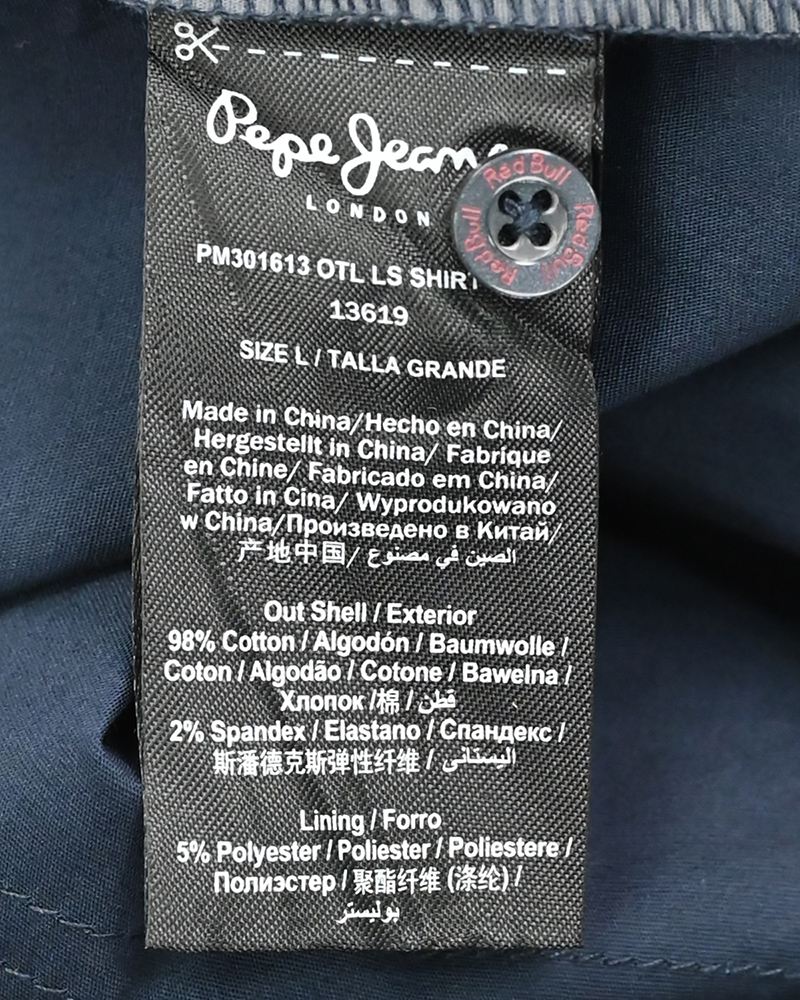 Pepe Jeans
LONDON
Red Bull Red Bull Red Bull Red Bull
PM301613 OTL LS SHIRT
13619
SIZE L / TALLA GRANDE
Made in China/Hecho en China/
Hergestellt in China/ Fabrique
en Chine/ Fabricado em China/
Fatto in Cina/ Wyprodukowano
w China/Произведено в Китай/
产地中国/ الصين في مصنوع
Out Shell / Exterior
98% Cotton / Algodón / Baumwolle /
Coton / Algodão / Cotone / Bawelna /
Хлопок /棉 / قطن
2% Spandex / Elastano / Спандекс /
斯潘德克斯弹性纤维 / اليستاني
Lining / Forro
5% Polyester / Poliester / Poliestere /
Полиэстер / 聚酯纤维 (涤纶) /
بوليستر